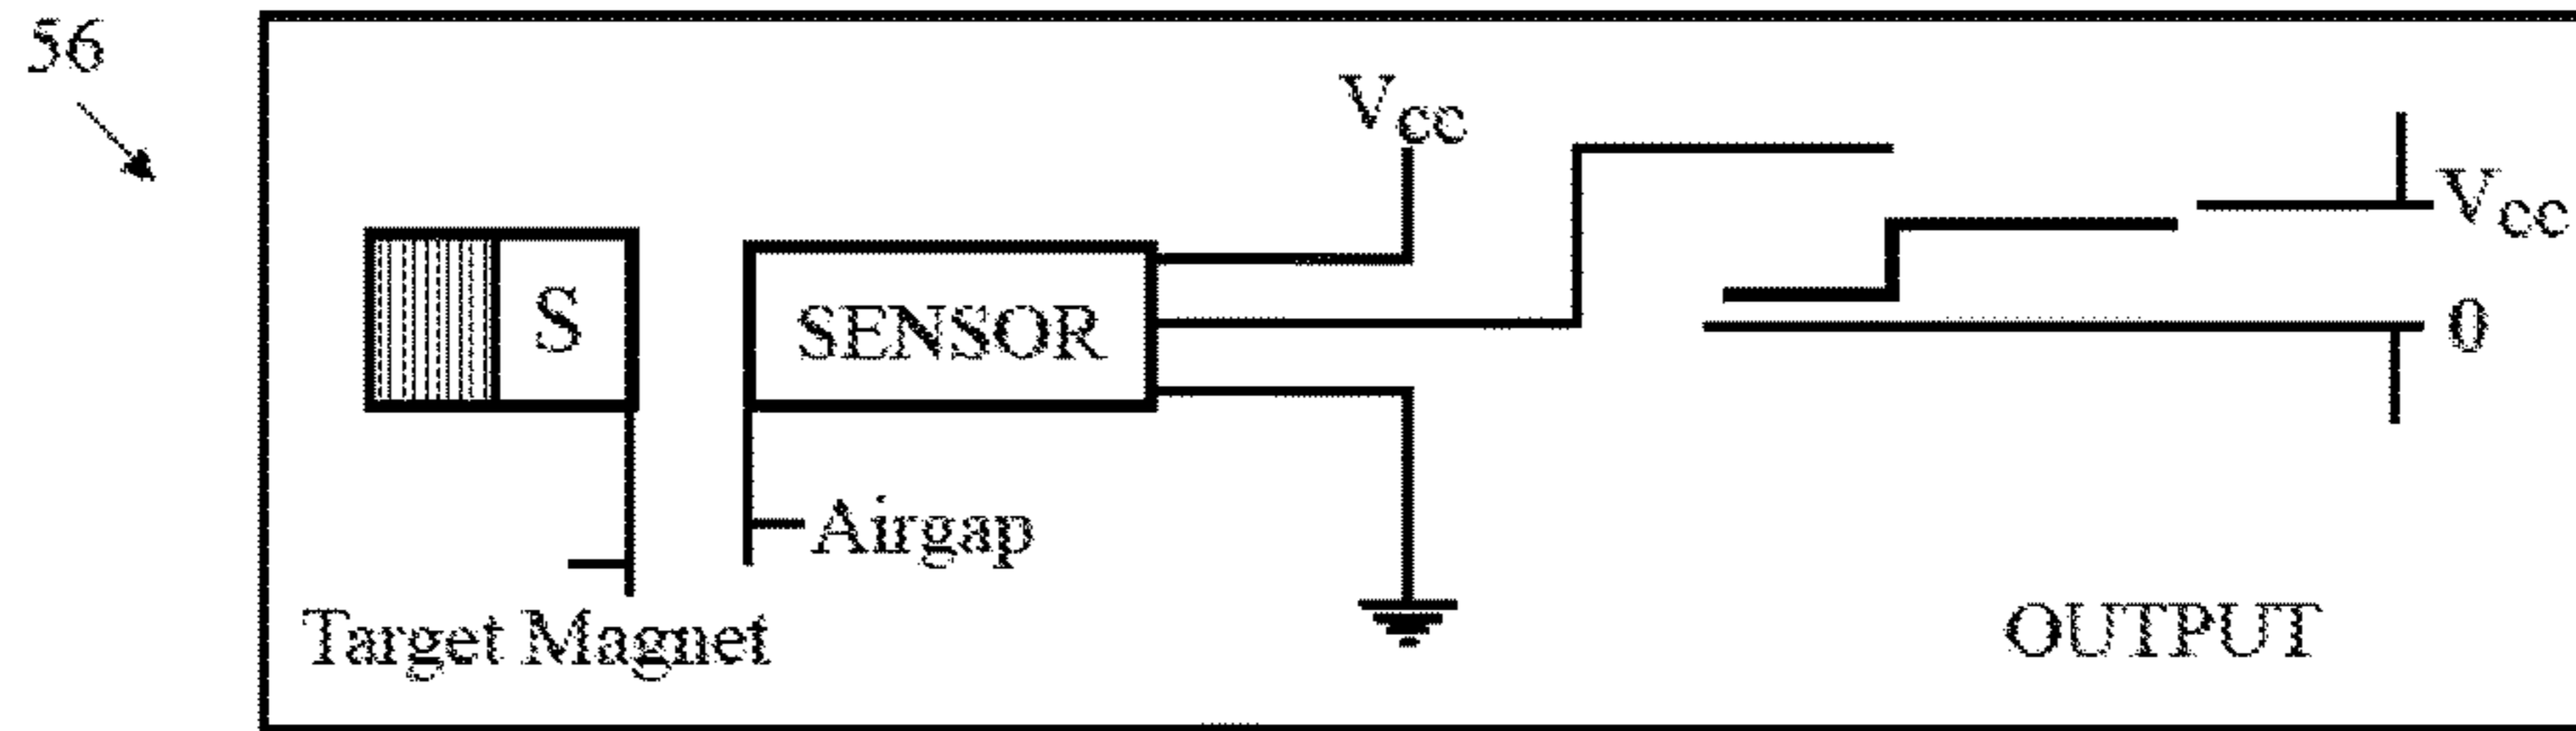 56
Vcc
Vcc
S
SENSOR
0
Airgap
Target Magnet
OUTPUT